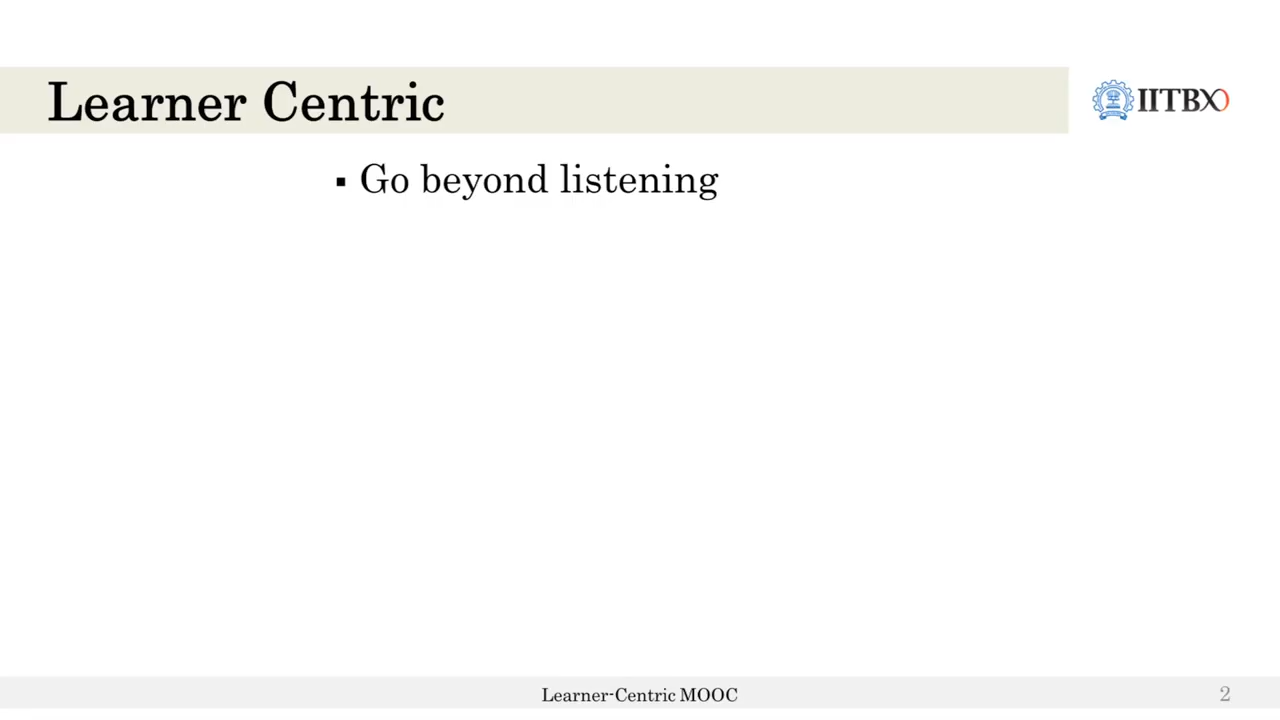 Learner Centric
IITBX
▪ Go beyond listening
Learner-Centric MOOC
2